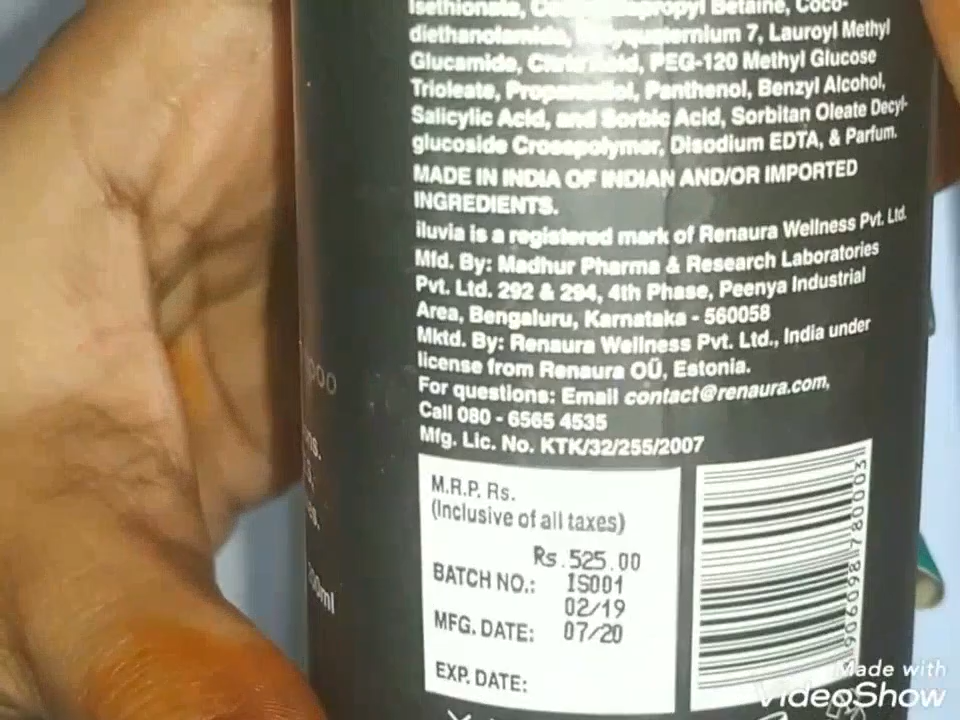 Isethionate, Betaine, Coco-
diethanolamide, Lauroyl Methyl
Glucamide, Citric Acid, PEG-120 Methyl Glucose
Trioleate, Propanediol, Panthenol, Benzyl Alcohol,
Salicylic Acid, and Sorbic Acid, Sorbitan Oleate Decyl-
glucoside Crosspolymer, Disodium EDTA, & Parfum.
MADE IN INDIA OF INDIAN AND/OR IMPORTED
INGREDIENTS.
iluvia is a registered mark of Renaura Wellness Pvt. Ltd.
Mfd. By: Madhur Pharma & Research Laboratories
Pvt. Ltd. 292 & 294, 4th Phase, Peenya Industrial
Area, Bengaluru, Karnataka - 560058
Mktd. By: Renaura Wellness Pvt. Ltd., India under
license from Renaura OÜ, Estonia.
For questions: Email contact@renaura.com,
Call 080 - 6565 4535
Mfg. Lic. No. KTK/32/255/2007
M.R.P. Rs.
(Inclusive of all taxes)
Rs.525.00
BATCH NO.: IS001
02/19
MFG. DATE: 07/20
EXP. DATE:
8906098780003
Made with
VideoShow